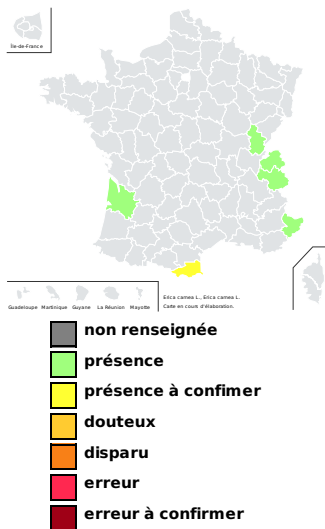 Île-de-France
Guadeloupe Martinique Guyane La Réunion Mayotte
Erica carnea L., Erica carnea L.
Carte en cours d'élaboration.
non renseignée
présence
présence à confimer
douteux
disparu
erreur
erreur à confirmer